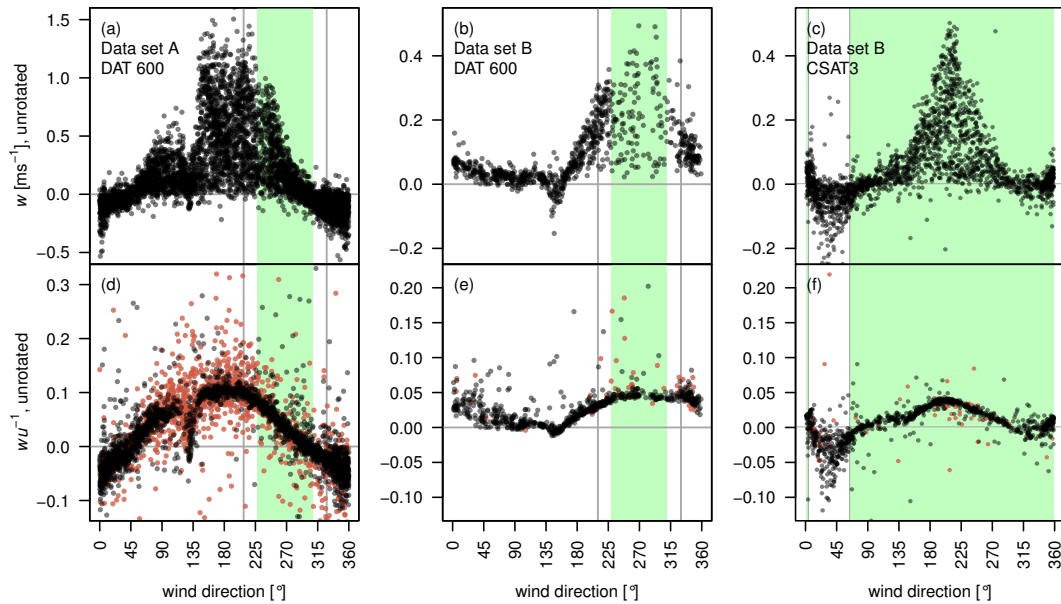 (a)
Data set A
DAT 600
(b)
Data set B
DAT 600
(c)
Data set B
CSAT3
w [ms⁻¹], unrotated
1.5
1.0
0.5
0.0
−0.5
0.4
0.2
0.0
−0.2
0.4
0.2
0.0
−0.2
(d)
(e)
(f)
wu⁻¹, unrotated
0.3
0.2
0.1
0.0
−0.1
0.20
0.15
0.10
0.05
0.00
−0.05
−0.10
0.20
0.15
0.10
0.05
0.00
−0.05
−0.10
0 45 90 135 180 225 270 315 360
0 45 90 135 180 225 270 315 360
0 45 90 135 180 225 270 315 360
wind direction [°]
wind direction [°]
wind direction [°]